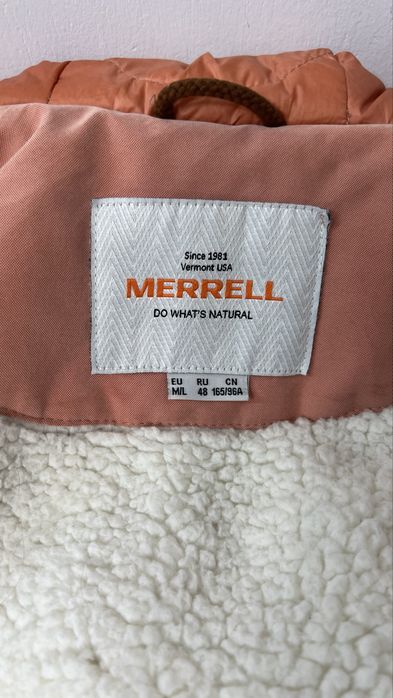 Since 1981
Vermont USA
MERRELL
DO WHAT'S NATURAL
EU RU CN
M/L 48 165/96A